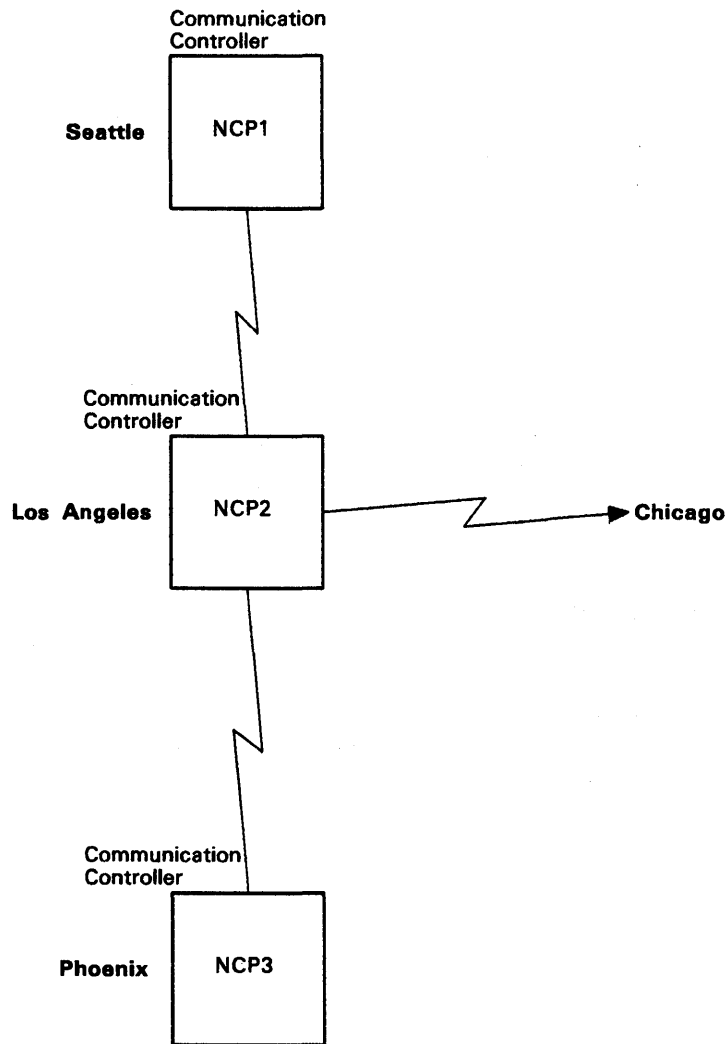 Communication
Controller
Seattle
NCP1
Communication
Controller
Los Angeles
NCP2
Chicago
Communication
Controller
Phoenix
NCP3